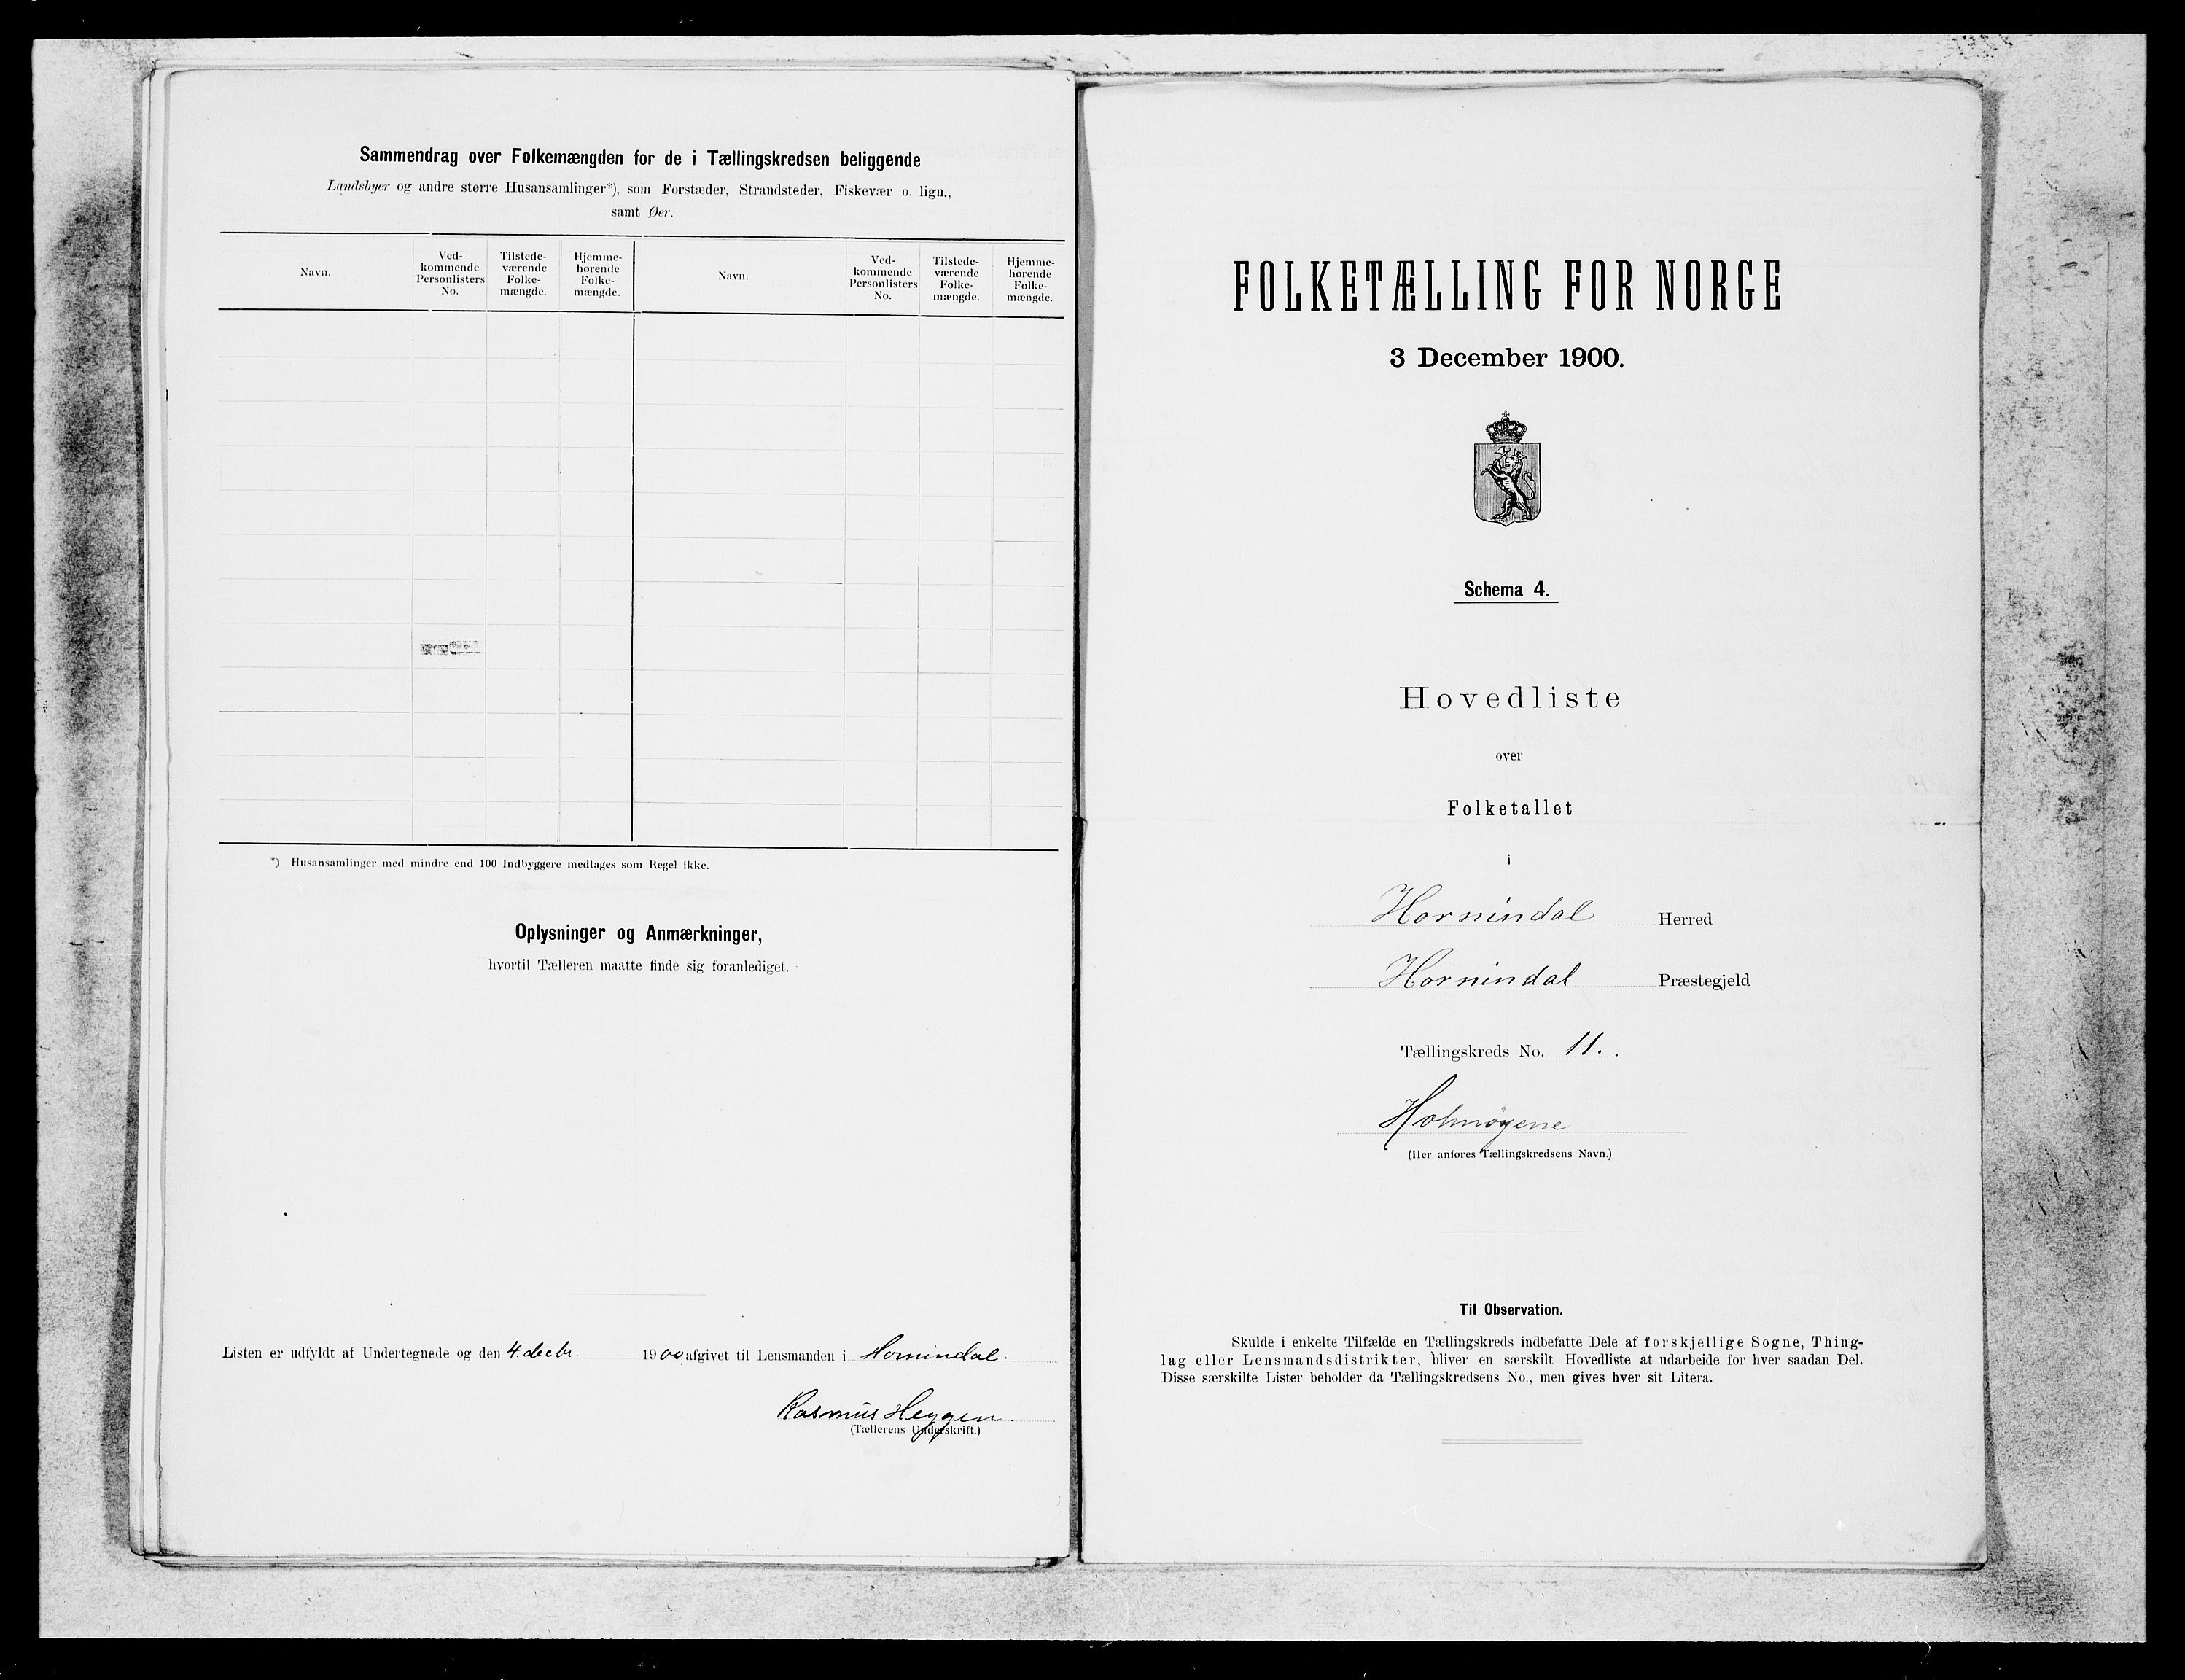 Sammendrag over Folkemængden for de i Tællingskredsen beliggende
Landsbyer og andre større Husansamlinger*), som Forstæder, Strandsteder, Fiskevær o. lign.,
samt Øer.
Navn.
Ved-
kommende
Personlisters
No.
Tilstede-
værende
Folke-
mængde.
Hjemme-
hørende
Folke-
mængde.
Navn.
Ved-
kommende
Personlisters
No.
Tilstede-
værende
Folke-
mængde.
Hjemme-
hørende
Folke-
mængde.
*) Husansamlinger med mindre end 100 Indbyggere medtages som Regel ikke.
Oplysninger og Anmærkninger,
hvortil Tælleren maatte finde sig foranlediget.
Listen er udfyldt af Undertegnede og den 4. decbr. 1900 afgivet til Lensmanden i Hornindal.
Rasmus Heggen.
(Tællerens Underskrift.)
FOLKETÆLLING FOR NORGE
3 December 1900.
Schema 4.
Hovedliste
over
Folketallet
i
Hornindal Herred
Hornindal Præstegjeld
Tællingskreds No. 11.
Holmøyene
(Her anføres Tællingskredsens Navn.)
Til Observation.
Skulde i enkelte Tilfælde en Tællingskreds indbefatte Dele af forskjellige Sogne, Thing-
lag eller Lensmandsdistrikter, bliver en særskilt Hovedliste at udarbeide for hver saadan Del.
Disse særskilte Lister beholder da Tællingskredsens No., men gives hver sit Litera.